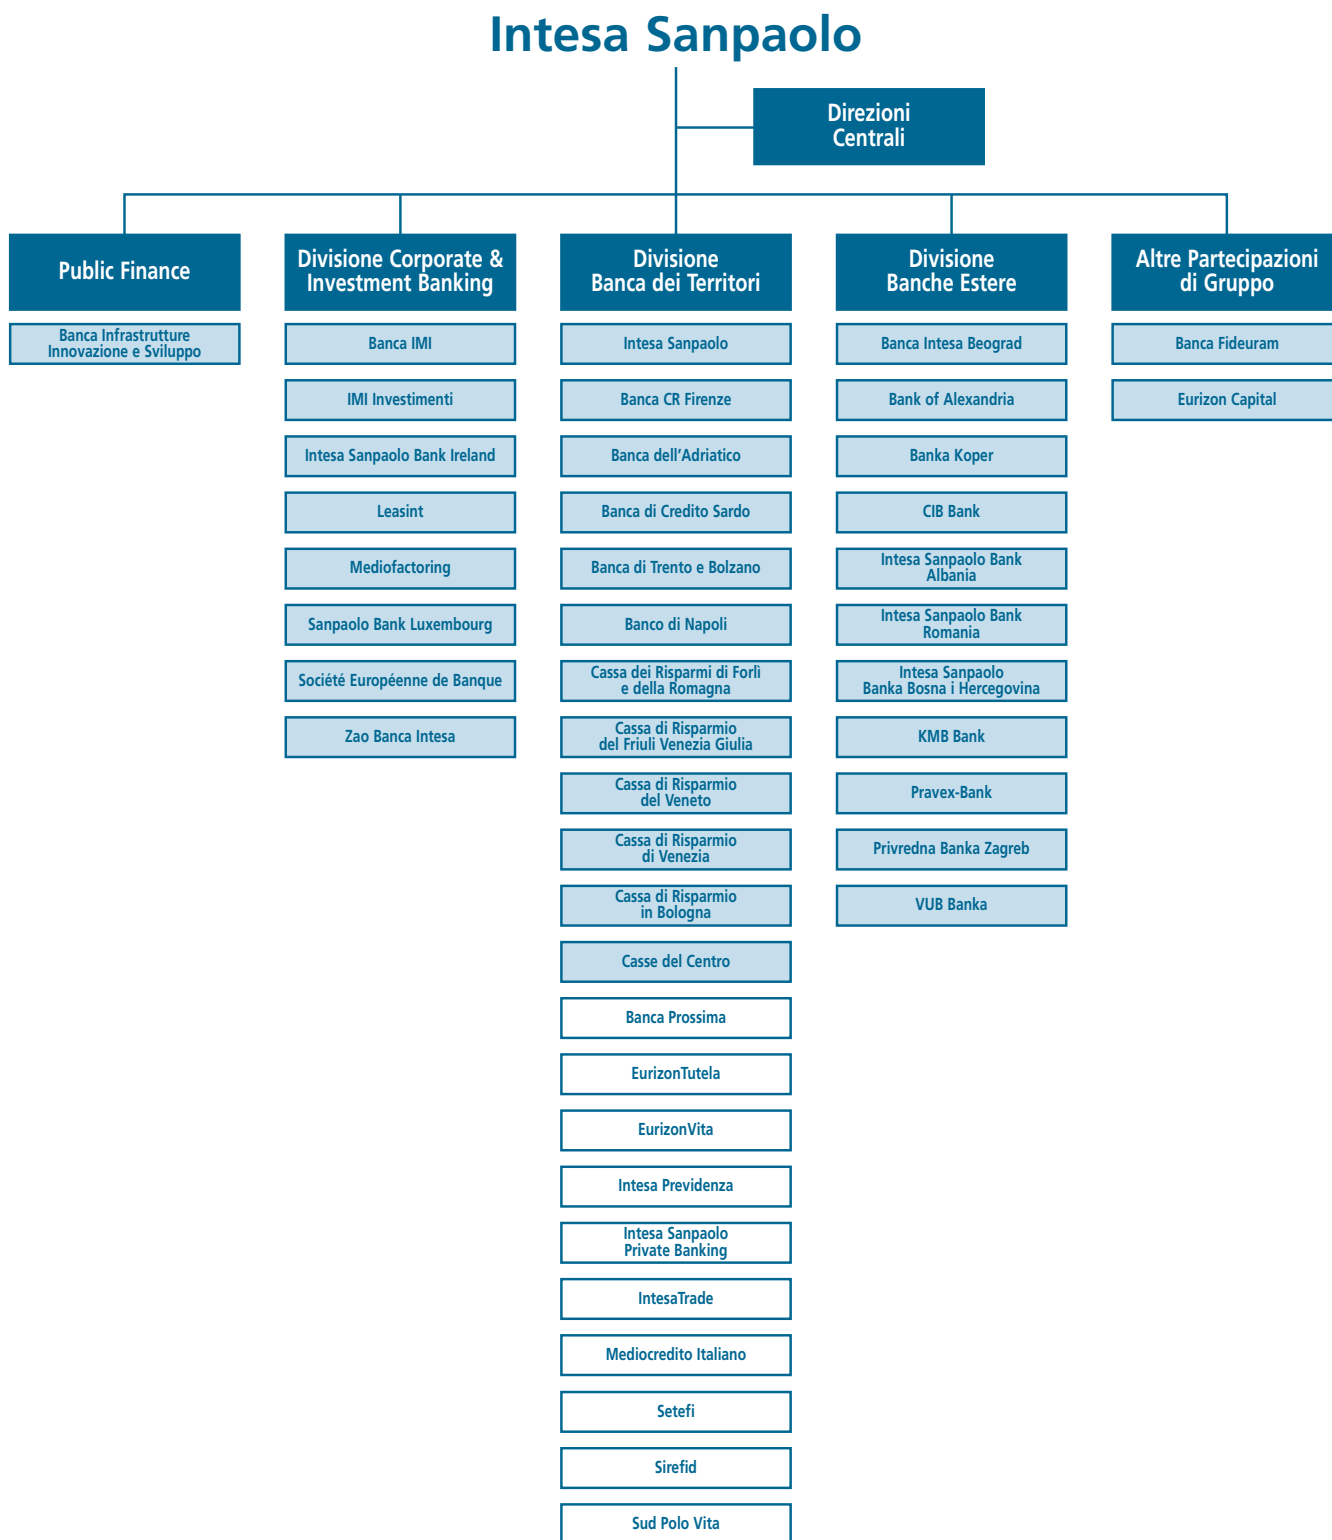 Intesa Sanpaolo
Direzioni
Centrali
Public Finance
Banca Infrastrutture
Innovazione e Sviluppo
Divisione Corporate &
Investment Banking
Banca IMI
IMI Investimenti
Intesa Sanpaolo Bank Ireland
Leasint
Mediofactoring
Sanpaolo Bank Luxembourg
Société Européenne de Banque
Zao Banca Intesa
Divisione
Banca dei Territori
Intesa Sanpaolo
Banca CR Firenze
Banca dell'Adriatico
Banca di Credito Sardo
Banca di Trento e Bolzano
Banco di Napoli
Cassa dei Risparmi di Forlì
e della Romagna
Cassa di Risparmio
del Friuli Venezia Giulia
Cassa di Risparmio
del Veneto
Cassa di Risparmio
di Venezia
Cassa di Risparmio
in Bologna
Casse del Centro
Banca Prossima
EurizonTutela
EurizonVita
Intesa Previdenza
Intesa Sanpaolo
Private Banking
IntesaTrade
Mediocredito Italiano
Setefi
Sirefid
Sud Polo Vita
Divisione
Banche Estere
Banca Intesa Beograd
Bank of Alexandria
Banka Koper
CIB Bank
Intesa Sanpaolo Bank
Albania
Intesa Sanpaolo Bank
Romania
Intesa Sanpaolo
Banka Bosna i Hercegovina
KMB Bank
Pravex-Bank
Privredna Banka Zagreb
VUB Banka
Altre Partecipazioni
di Gruppo
Banca Fideuram
Eurizon Capital